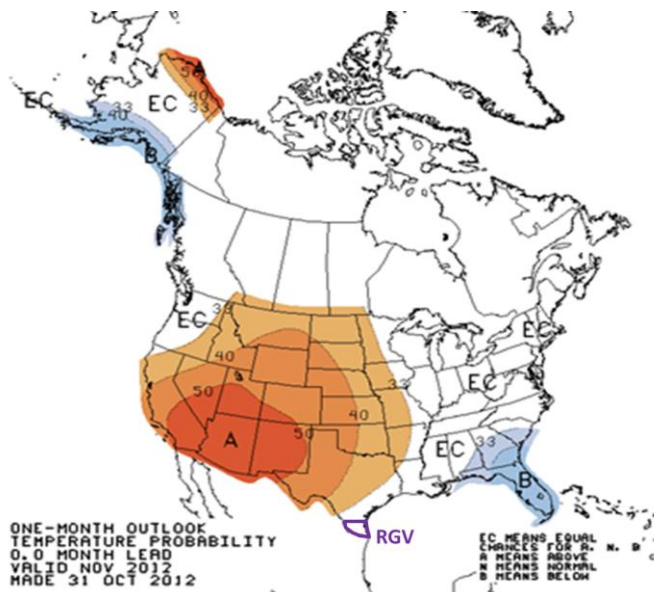 50
A
EC
EC
33
40
40
33
B
EC
33
EC
40
33
EC
50
40
A
50
EC
33
B
RGV
ONE-MONTH OUTLOOK
TEMPERATURE PROBABILITY
0.0 MONTH LEAD
VALID NOV 2012
MADE 31 OCT 2012
EC MEANS EQUAL
CHANCES FOR A, N, B
A MEANS ABOVE
N MEANS NORMAL
B MEANS BELOW